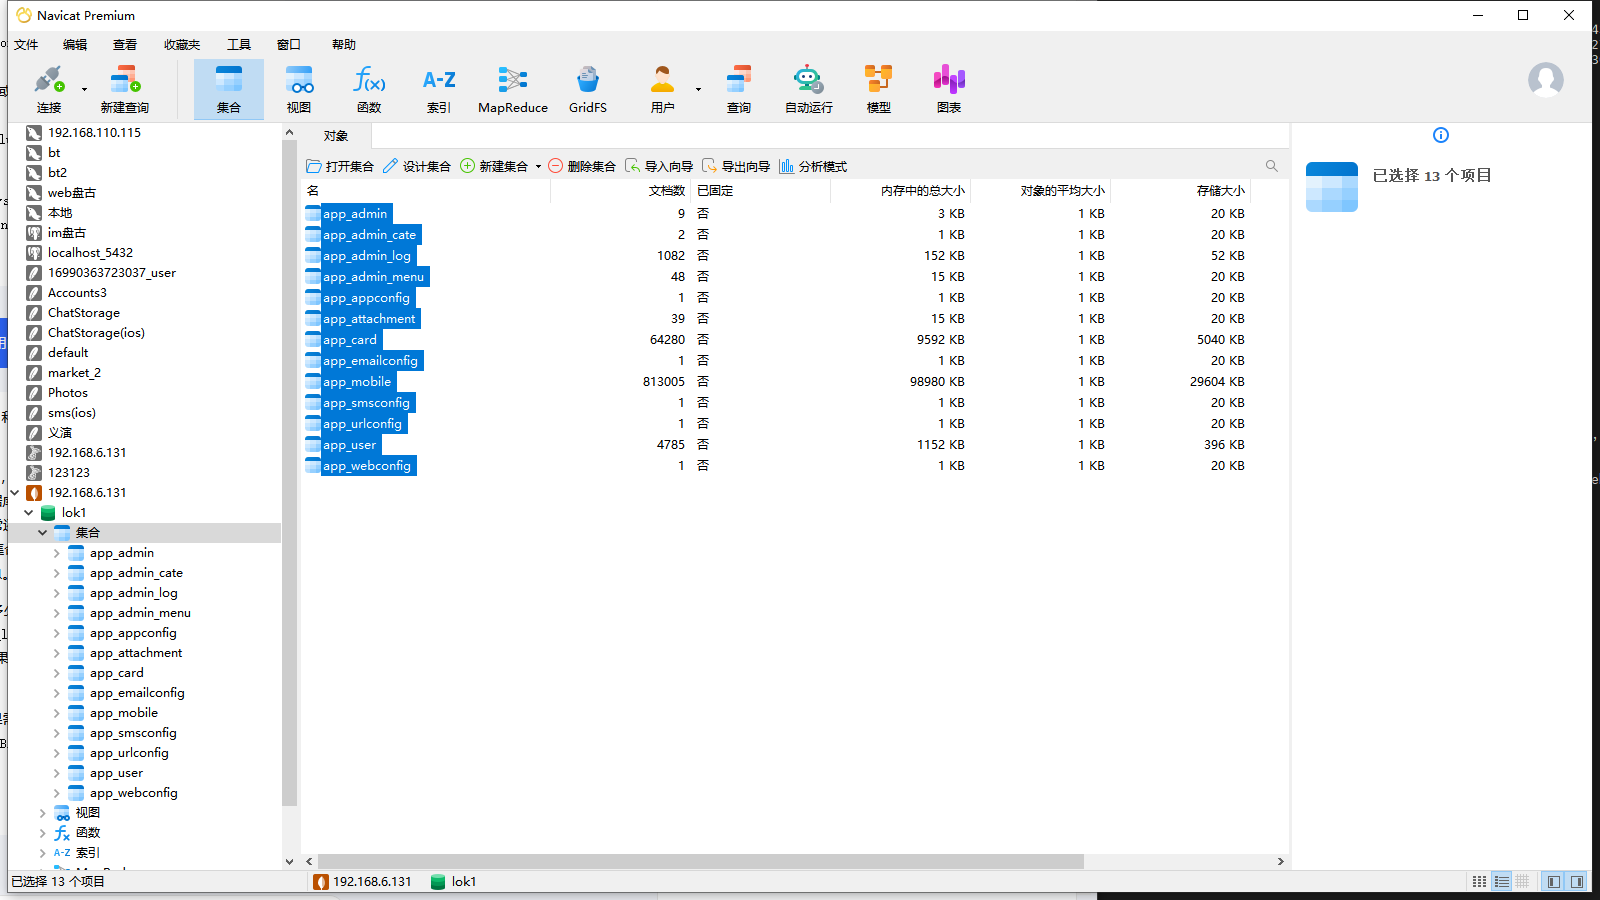 Navicat Premium
文件 编辑 查看 收藏夹 工具 窗口 帮助
连接 新建查询 集合 视图 函数 索引 MapReduce GridFS 用户 查询 自动运行 模型 图表
192.168.110.115
bt
bt2
web盘古
本地
im盘古
localhost_5432
16990363723037_user
Accounts3
ChatStorage
ChatStorage(ios)
default
market_2
Photos
sms(ios)
义演
192.168.6.131
123123
192.168.6.131
lok1
集合
app_admin
app_admin_cate
app_admin_log
app_admin_menu
app_appconfig
app_attachment
app_card
app_emailconfig
app_mobile
app_smsconfig
app_urlconfig
app_user
app_webconfig
视图
函数
A-Z 索引
对象
打开集合 设计集合 新建集合 删除集合 导入向导 导出向导 分析模式
名 文档数 已固定 内存中的总大小 对象的平均大小 存储大小
app_admin 9 否 3 KB 1 KB 20 KB
app_admin_cate 2 否 1 KB 1 KB 20 KB
app_admin_log 1082 否 152 KB 1 KB 52 KB
app_admin_menu 48 否 15 KB 1 KB 20 KB
app_appconfig 1 否 1 KB 1 KB 20 KB
app_attachment 39 否 15 KB 1 KB 20 KB
app_card 64280 否 9592 KB 1 KB 5040 KB
app_emailconfig 1 否 1 KB 1 KB 20 KB
app_mobile 813005 否 98980 KB 1 KB 29604 KB
app_smsconfig 1 否 1 KB 1 KB 20 KB
app_urlconfig 1 否 1 KB 1 KB 20 KB
app_user 4785 否 1152 KB 1 KB 396 KB
app_webconfig 1 否 1 KB 1 KB 20 KB
已选择 13 个项目
已选择 13 个项目 192.168.6.131 lok1